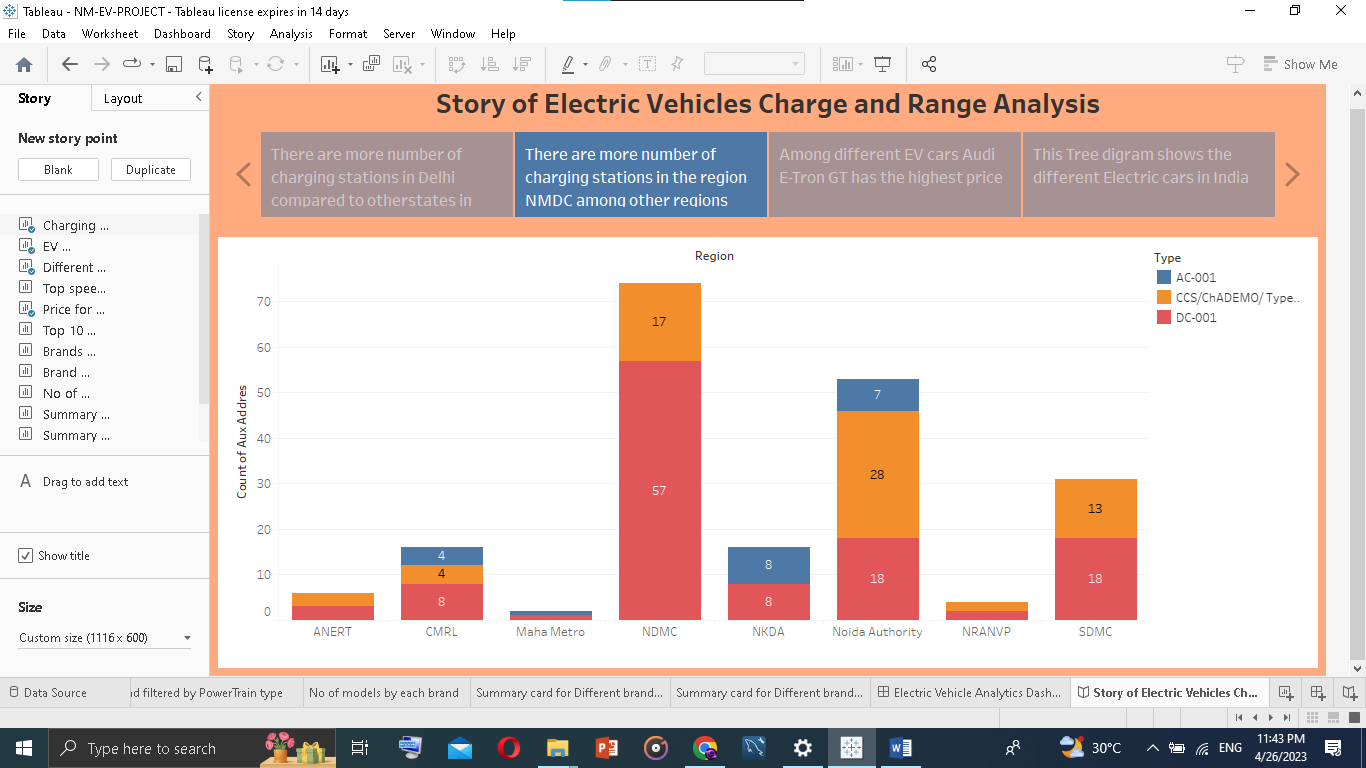 Tableau - NM-EV-PROJECT - Tableau license expires in 14 days
File Data Worksheet Dashboard Story Analysis Format Server Window Help
Show Me
Story Layout
New story point
Blank Duplicate
Charging ...
EV ...
Different ...
Top spee...
Price for ...
Top 10 ...
Brands ...
Brand ...
No of ...
Summary ...
Summary ...
A Drag to add text
Show title
Size
Custom size (1116 x 600)
Story of Electric Vehicles Charge and Range Analysis
There are more number of
charging stations in Delhi
compared to otherstates in
There are more number of
charging stations in the region
NMDC among other regions
Among different EV cars Audi
E-Tron GT has the highest price
This Tree digram shows the
different Electric cars in India
Region
Count of Aux Addres
70
60
50
40
30
20
10
0
4
4
8
17
57
8
8
7
28
18
13
18
ANERT CMRL Maha Metro NDMC NKDA Noida Authority NRANVP SDMC
Type
AC-001
CCS/ChADEMO/ Type..
DC-001
Data Source
d filtered by PowerTrain type
No of models by each brand
Summary card for Different brand...
Summary card for Different brand...
Electric Vehicle Analytics Dash...
Story of Electric Vehicles Ch...
Type here to search
30°C
ENG
11:43 PM
4/26/2023